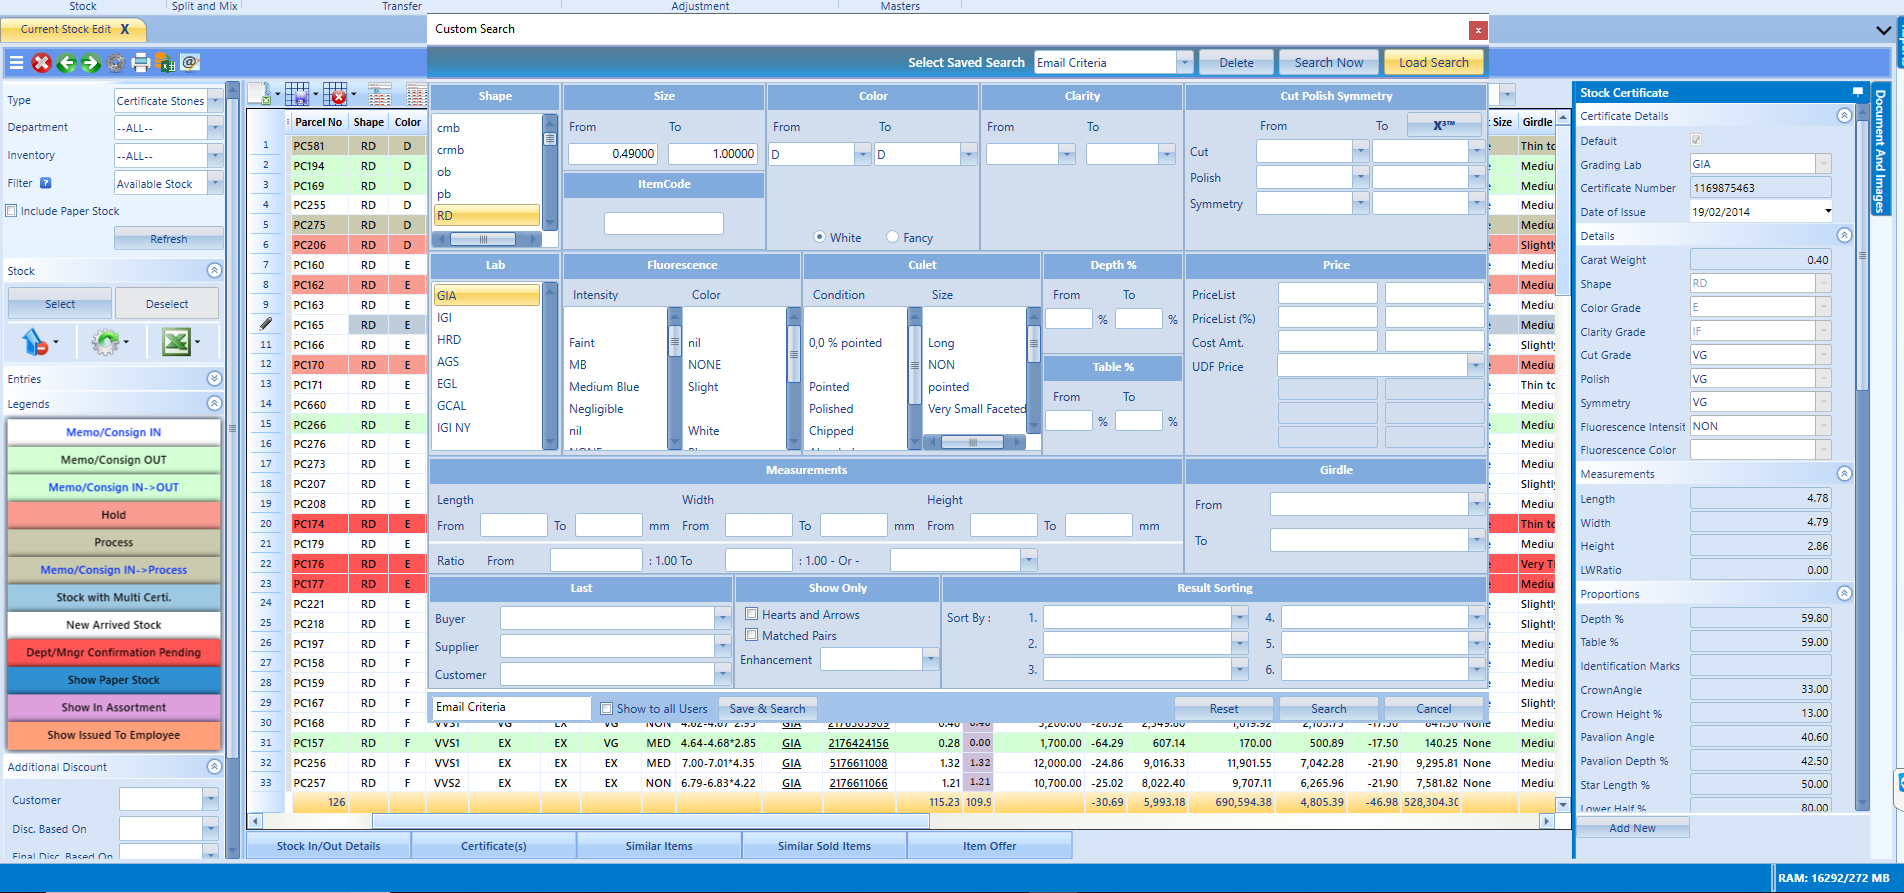 Stock Split and Mix Transfer Adjustment Masters
Current Stock Edit X
Custom Search x
Select Saved Search Email Criteria Delete Search Now Load Search
Type Certificate Stones
Department --ALL--
Inventory --ALL--
Filter ? Available Stock
Include Paper Stock
Refresh
Stock
Select Deselect
Entries
Legends
Memo/Consign IN
Memo/Consign OUT
Memo/Consign IN->OUT
Hold
Process
Memo/Consign IN->Process
Stock with Multi Certi.
New Arrived Stock
Dept/Mngr Confirmation Pending
Show Paper Stock
Show In Assortment
Show Issued To Employee
Additional Discount
Customer
Disc. Based On
Final Disc. Based On
Parcel No Shape Color
1 PC581 RD D
2 PC194 RD D
3 PC169 RD D
4 PC255 RD D
5 PC275 RD D
6 PC206 RD D
7 PC160 RD E
8 PC162 RD E
9 PC163 RD E
PC165 RD E
11 PC166 RD E
12 PC170 RD E
13 PC171 RD E
14 PC660 RD E
15 PC266 RD E
16 PC276 RD E
17 PC273 RD E
18 PC207 RD E
19 PC208 RD E
20 PC174 RD E
21 PC179 RD E
22 PC176 RD E
23 PC177 RD E
24 PC221 RD E
25 PC218 RD E
26 PC197 RD F
27 PC158 RD F
28 PC159 RD F
29 PC167 RD F
30 PC168 RD F VVS1 VG EX VG NON 4.62-4.67*2.95 GIA
31 PC157 RD F VVS1 EX EX VG MED 4.64-4.68*2.85 GIA 2176424156 0.28 0.00 1,700.00 -64.29 607.14 170.00 500.89 -17.50 140.25 None Mediu
32 PC256 RD F VVS1 EX EX EX MED 7.00-7.01*4.35 GIA 5176611008 1.32 1.32 12,000.00 -24.86 9,016.33 11,901.55 7,042.28 -21.90 9,295.81 None Mediu
33 PC257 RD F VVS2 EX EX EX NON 6.79-6.83*4.22 GIA 2176611066 1.21 1.21 10,700.00 -25.02 8,022.40 9,707.11 6,265.96 -21.90 7,581.82 None Mediu
126 115.23 109.9 -30.69 5,993.18 690,594.38 4,805.39 -46.98 528,304.30
Stock In/Out Details Certificate(s) Similar Items Similar Sold Items Item Offer
Shape
cmb
crmb
ob
pb
RD
Size
From To
0.49000 1.00000
ItemCode
Color
From To
D D
White Fancy
Clarity
From To
Cut Polish Symmetry
From To X³™
Cut
Polish
Symmetry
Lab
GIA
IGI
HRD
AGS
EGL
GCAL
IGI NY
Fluorescence
Intensity Color
Faint nil
MB NONE
Medium Blue Slight
Negligible
nil White
Culet
Condition Size
0,0 % pointed Long
NON
Pointed pointed
Polished Very Small Faceted
Chipped
Depth %
From To
% %
Table %
From To
% %
Price
PriceList
PriceList (%)
Cost Amt.
UDF Price
Measurements
Length Width Height
From To mm From To mm From To mm
Ratio From : 1.00 To : 1.00 - Or -
Girdle
From
To
Last
Buyer
Supplier
Customer
Show Only
Hearts and Arrows
Matched Pairs
Enhancement
Result Sorting
Sort By : 1. 4.
2. 5.
3. 6.
Email Criteria Show to all Users Save & Search Reset Search Cancel
Size Girdle
Thin to
Mediu
Mediu
Mediu
Mediu
Slightly
Mediu
Mediu
Mediu
Mediu
Slightly
Mediu
Thin to
Mediu
Mediu
Mediu
Mediu
Slightly
Mediu
Thin to
Mediu
Very T
Mediu
Slightly
Mediu
Mediu
Mediu
Mediu
Mediu
Stock Certificate
Certificate Details
Default
Grading Lab GIA
Certificate Number 1169875463
Date of Issue 19/02/2014
Details
Carat Weight 0.40
Shape RD
Color Grade E
Clarity Grade IF
Cut Grade VG
Polish VG
Symmetry VG
Fluorescence Intensit NON
Fluorescence Color
Measurements
Length 4.78
Width 4.79
Height 2.86
LWRatio 0.00
Proportions
Depth % 59.80
Table % 59.00
Identification Marks
CrownAngle 33.00
Crown Height % 13.00
Pavalion Angle 40.60
Pavalion Depth % 42.50
Star Length % 50.00
Lower Half % 80.00
Add New
Document And Images
RAM: 16292/272 MB